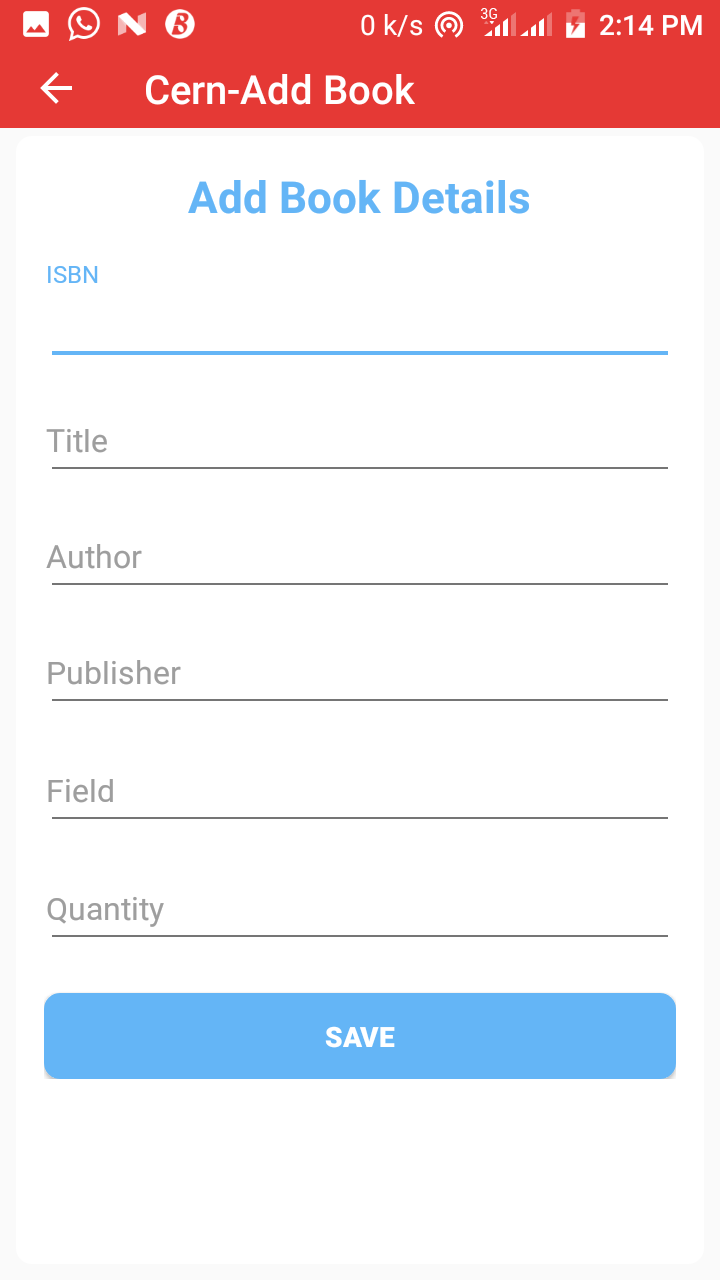 0 k/s 3G 2:14 PM
Cern-Add Book
Add Book Details
ISBN
Title
Author
Publisher
Field
Quantity
SAVE